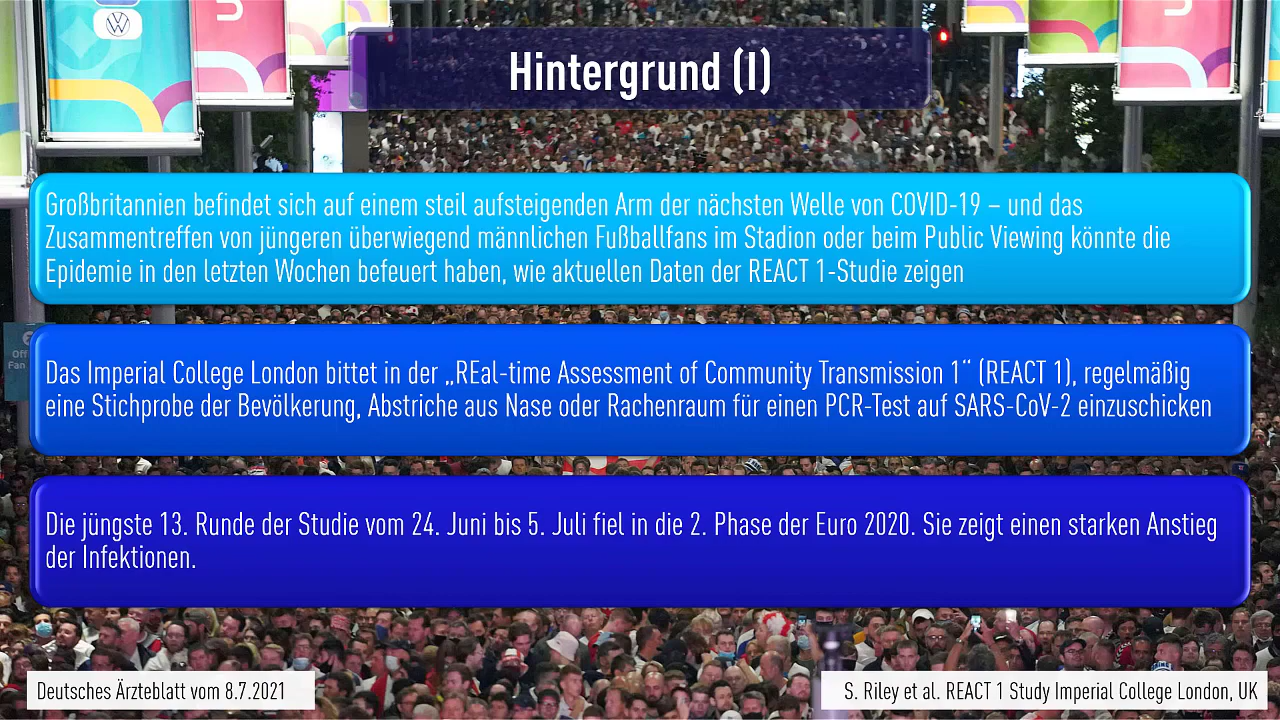 Hintergrund (I)
Großbritannien befindet sich auf einem steil aufsteigenden Arm der nächsten Welle von COVID-19 – und das
Zusammentreffen von jüngeren überwiegend männlichen Fußballfans im Stadion oder beim Public Viewing könnte die
Epidemie in den letzten Wochen befeuert haben, wie aktuellen Daten der REACT 1-Studie zeigen
Off
Fan
Das Imperial College London bittet in der „REal-time Assessment of Community Transmission 1“ (REACT 1), regelmäßig
eine Stichprobe der Bevölkerung, Abstriche aus Nase oder Rachenraum für einen PCR-Test auf SARS-CoV-2 einzuschicken
Die jüngste 13. Runde der Studie vom 24. Juni bis 5. Juli fiel in die 2. Phase der Euro 2020. Sie zeigt einen starken Anstieg
der Infektionen.
Deutsches Ärzteblatt vom 8.7.2021
S. Riley et al. REACT 1 Study Imperial College London, UK